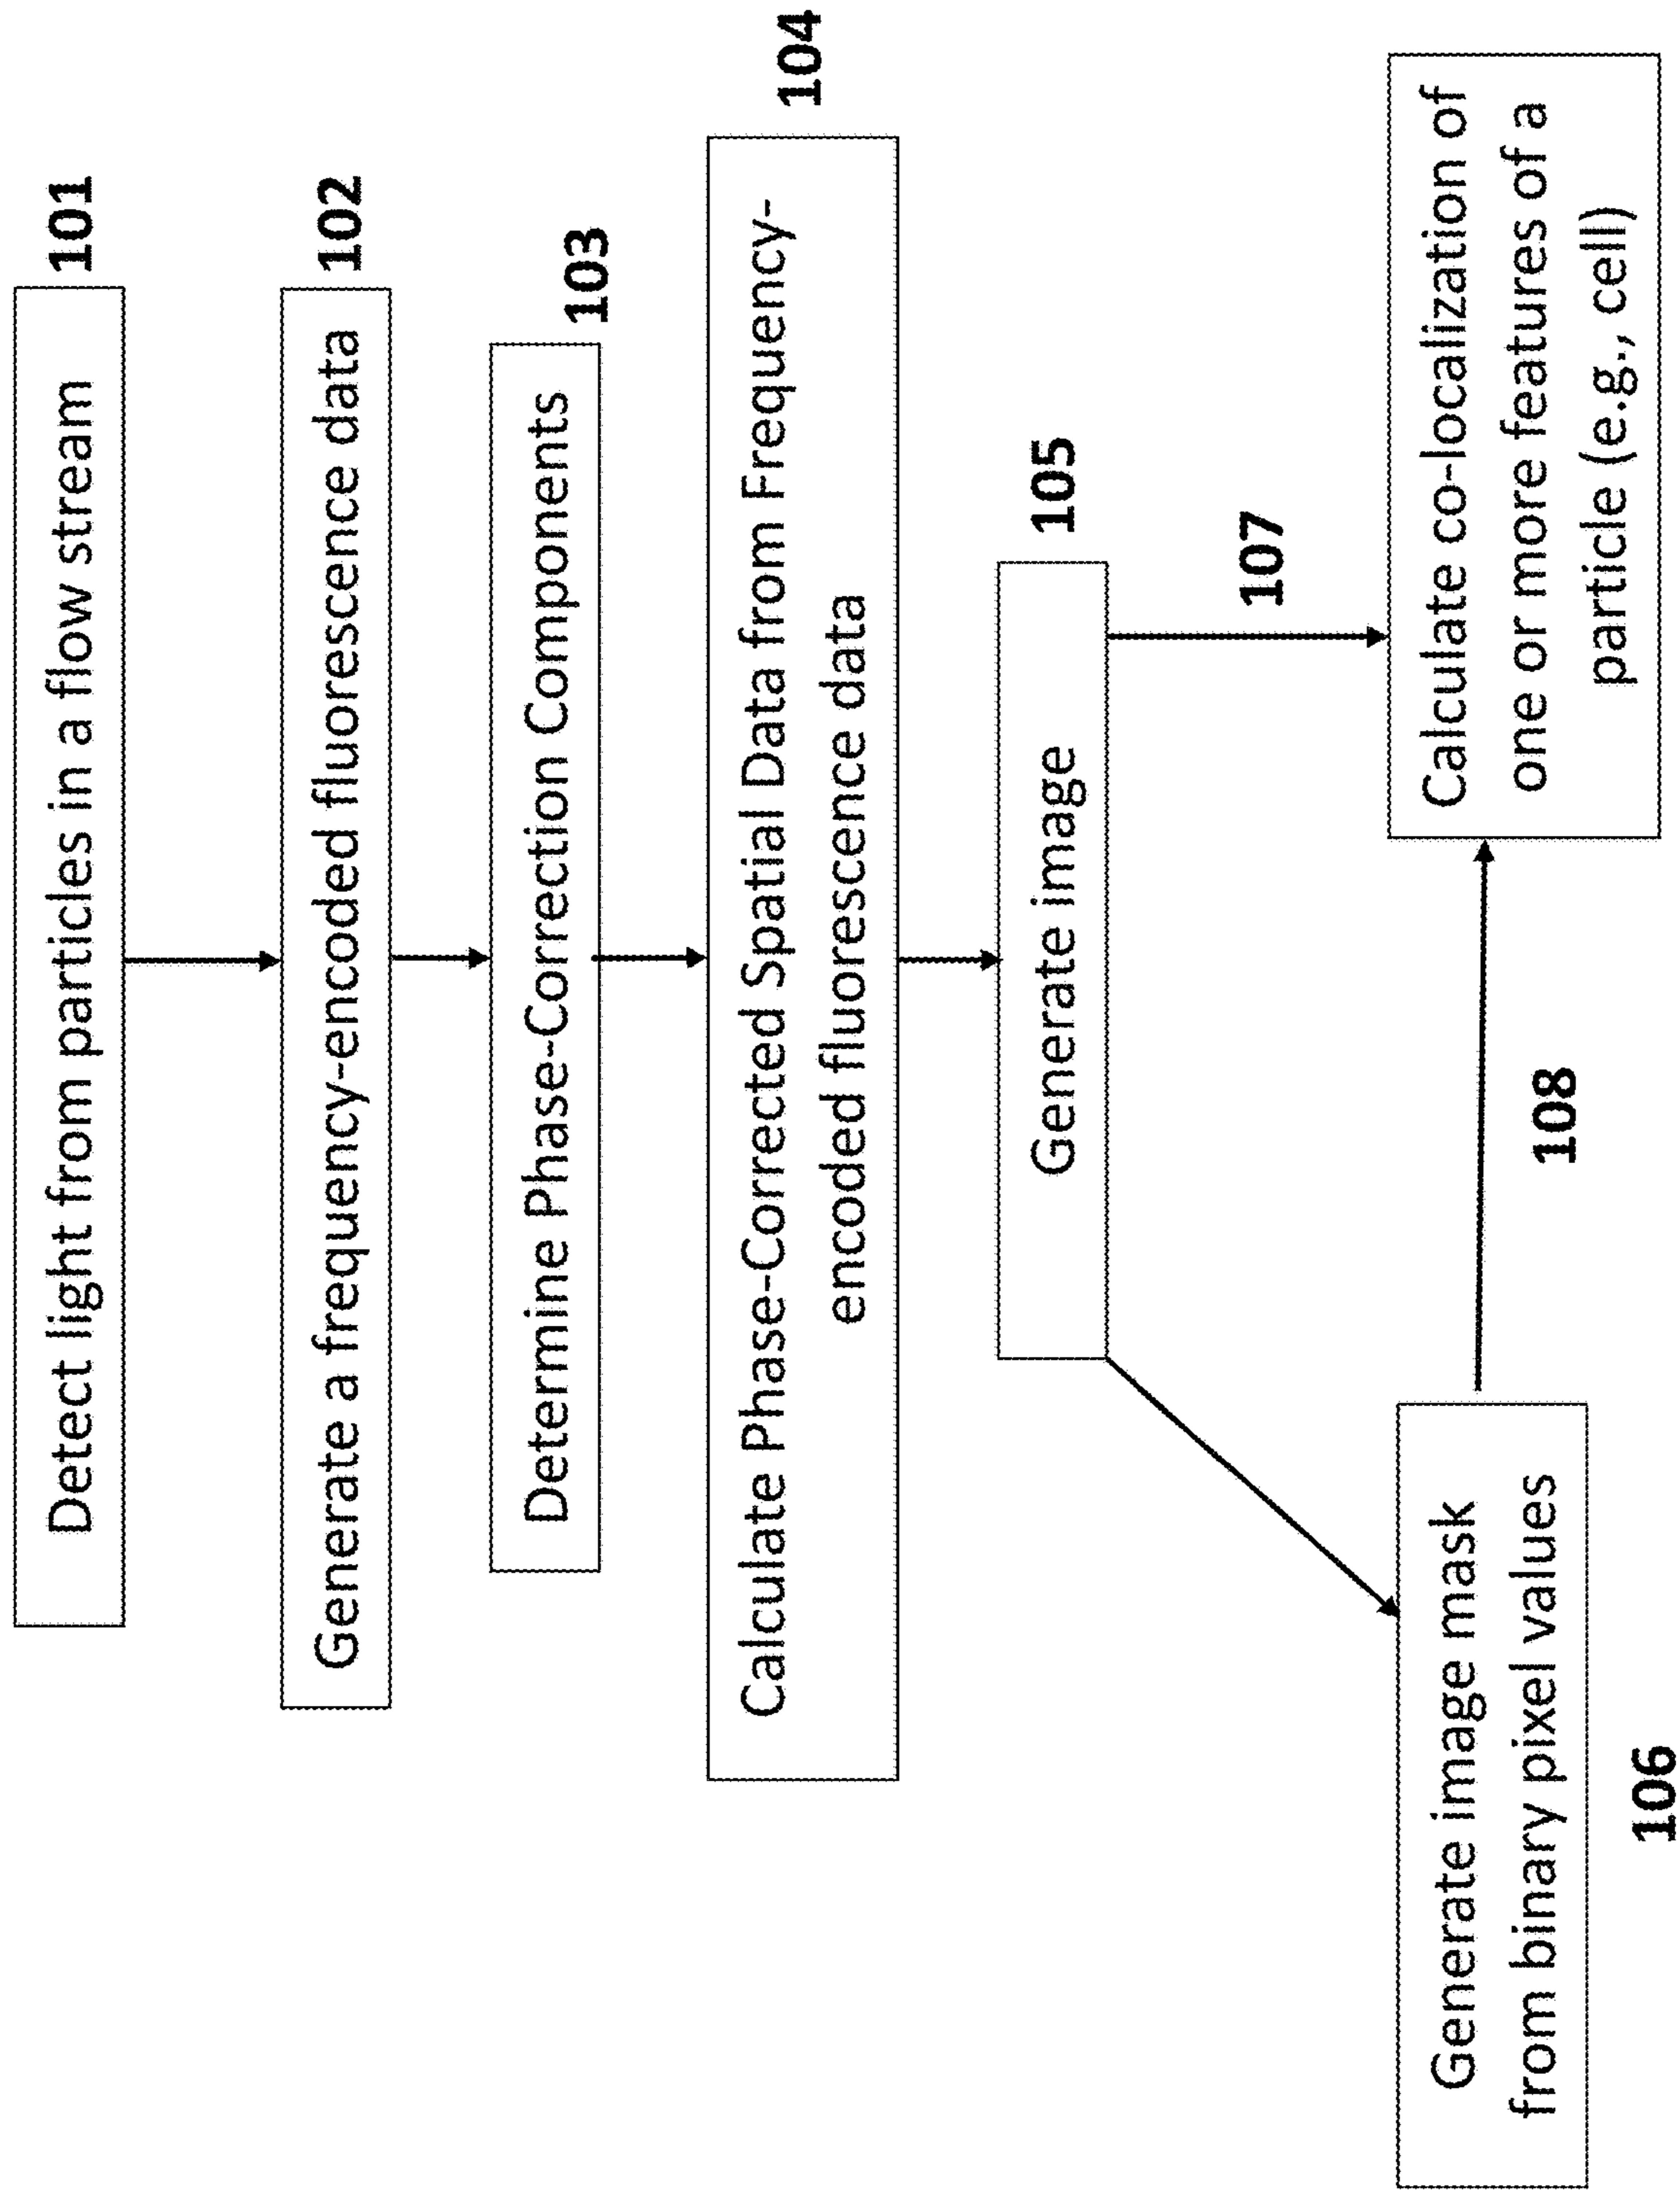 Detect light from particles in a flow stream
101
Generate a frequency-encoded fluorescence data
102
Determine Phase-Correction Components
103
Calculate Phase-Corrected Spatial Data from Frequency-
encoded fluorescence data
104
Generate image
105
107
Generate image mask
from binary pixel values
106
108
Calculate co-localization of
one or more features of a
particle (e.g., cell)